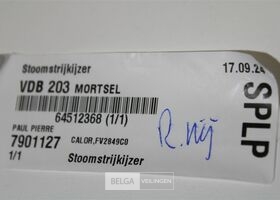 Stoomstrijkijzer 17.09.24
VDB 203 MORTSEL
64512368 (1/1)
PAUL PIERRE
7901127 CALOR,FV2849C0
1/1 Stoomstrijkijzer
SPLP
R. nij
BELGA VEILINGEN